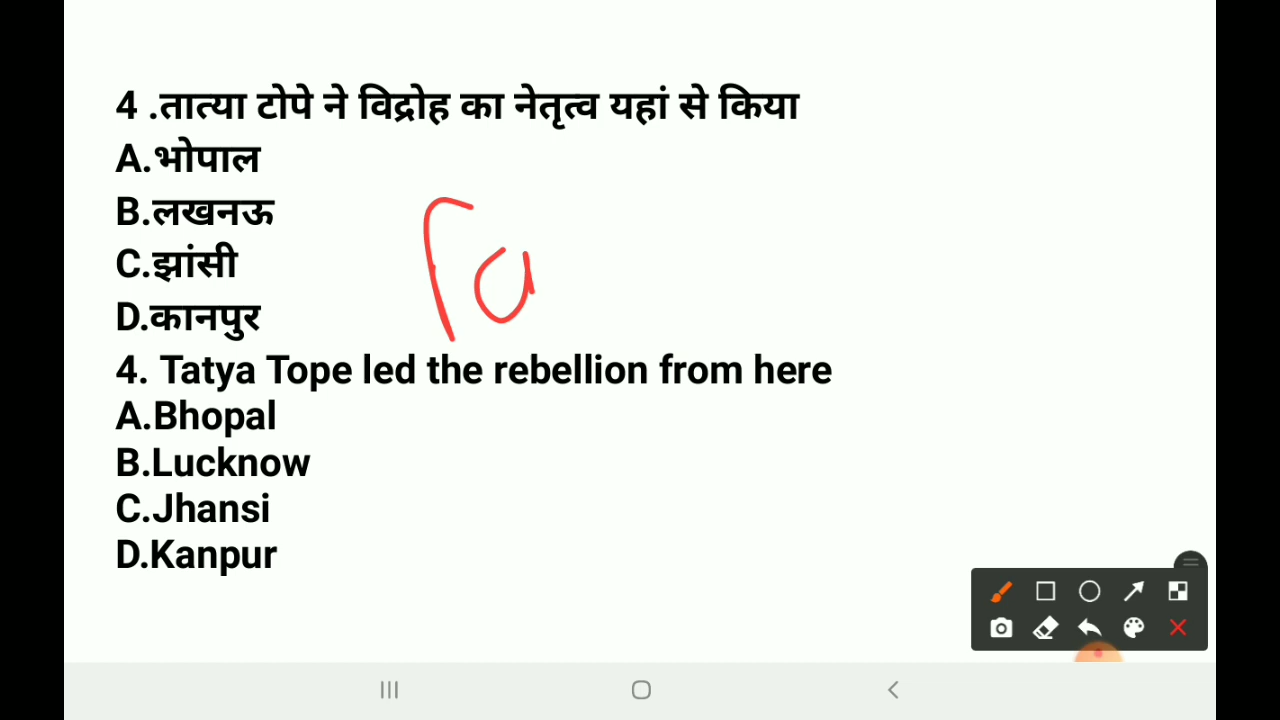 4 .तात्या टोपे ने विद्रोह का नेतृत्व यहां से किया
A.भोपाल
B.लखनऊ
C.झांसी
D.कानपुर
4. Tatya Tope led the rebellion from here
A.Bhopal
B.Lucknow
C.Jhansi
D.Kanpur